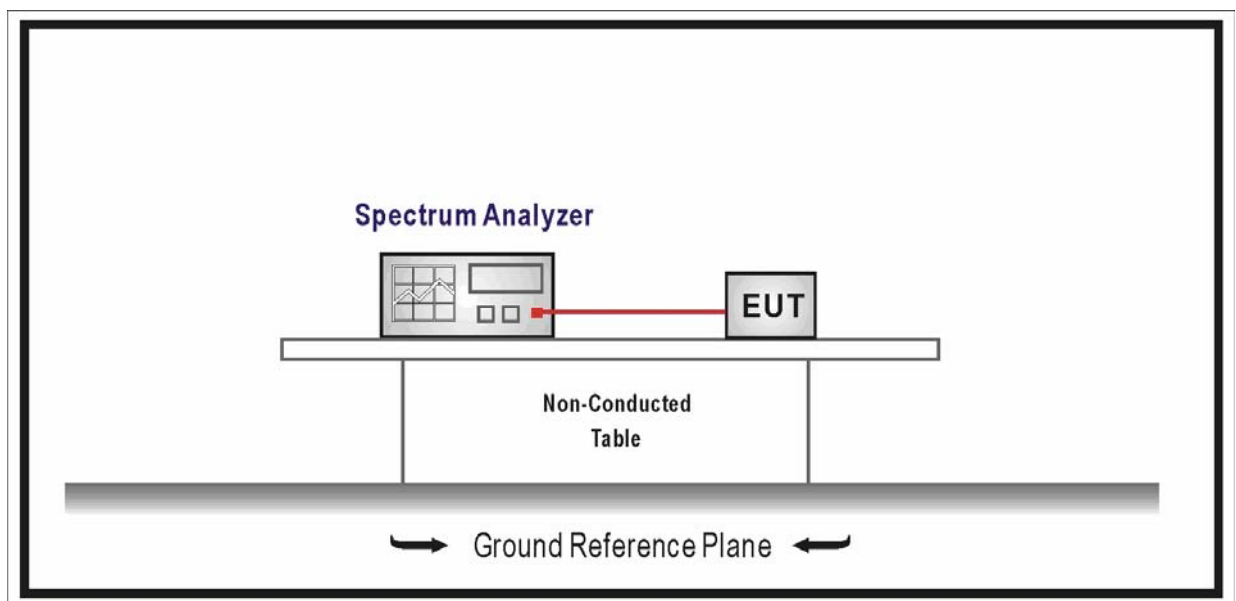 Spectrum Analyzer
EUT
Non-Conducted
Table
Ground Reference Plane